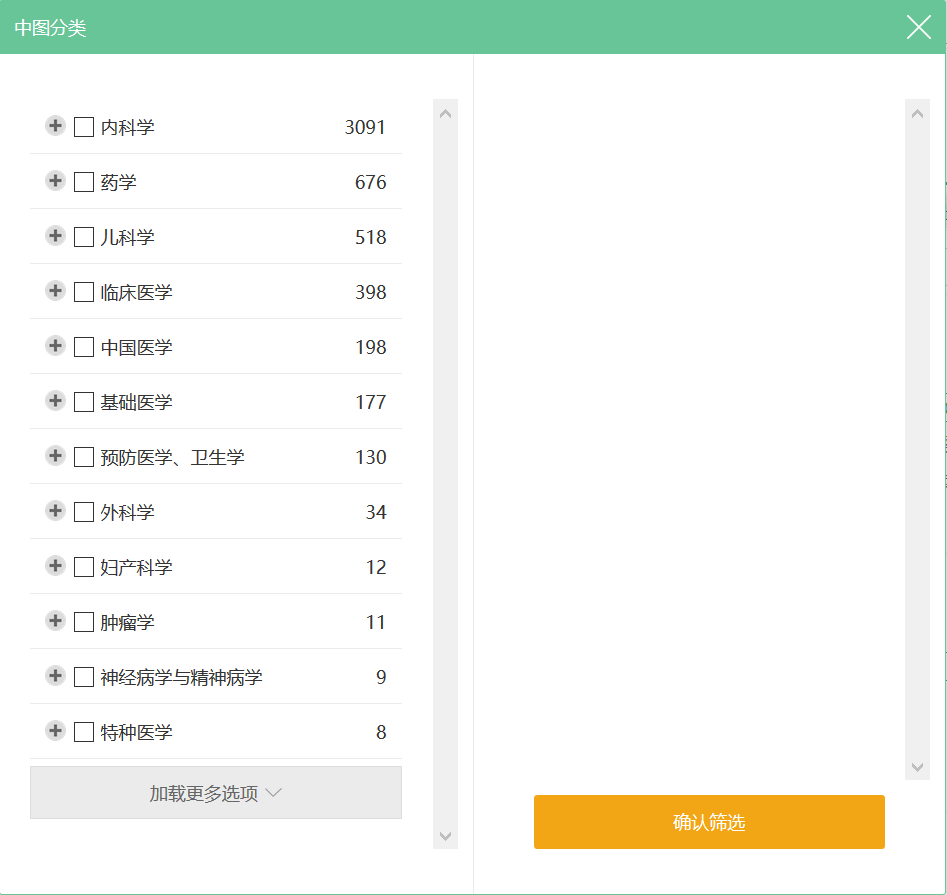 中图分类
内科学 3091
药学 676
儿科学 518
临床医学 398
中国医学 198
基础医学 177
预防医学、卫生学 130
外科学 34
妇产科学 12
肿瘤学 11
神经病学与精神病学 9
特种医学 8
加载更多选项
确认筛选